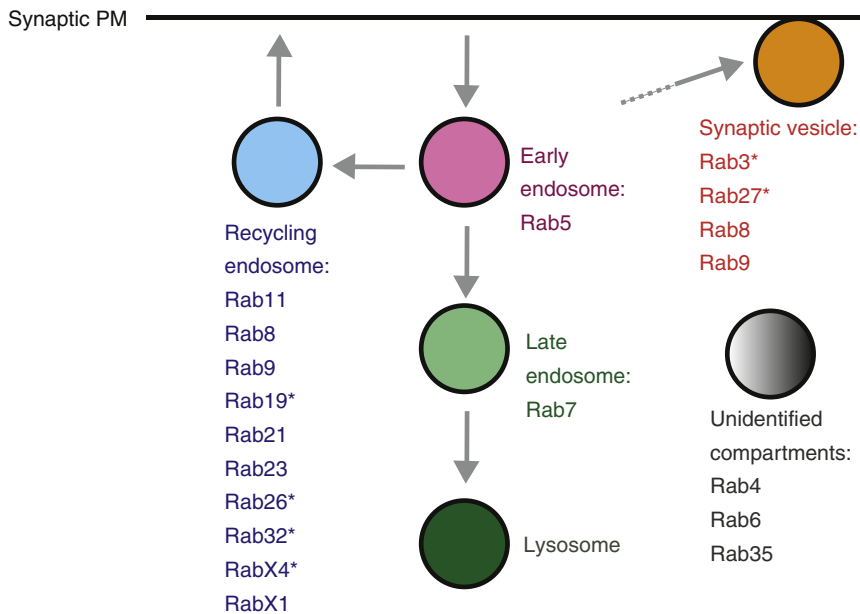 Synaptic PM
Recycling
endosome:
Rab11
Rab8
Rab9
Rab19*
Rab21
Rab23
Rab26*
Rab32*
RabX4*
RabX1
Early
endosome:
Rab5
Late
endosome:
Rab7
Lysosome
Synaptic vesicle:
Rab3*
Rab27*
Rab8
Rab9
Unidentified
compartments:
Rab4
Rab6
Rab35